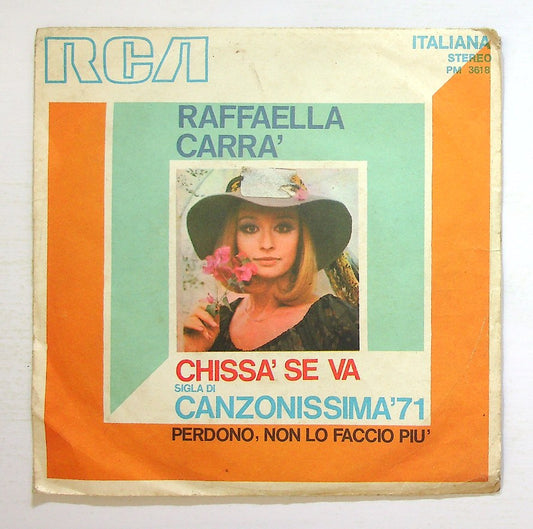 RCA
ITALIANA
STEREO
PM 3618
RAFFAELLA
CARRA'
CHISSA' SE VA
SIGLA DI
CANZONISSIMA'71
PERDONO, NON LO FACCIO PIU'